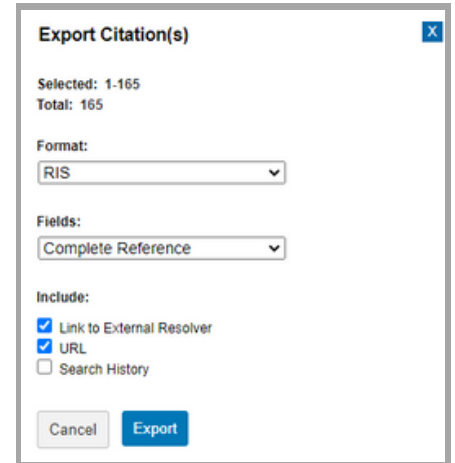 Export Citation(s)
X
Selected: 1-165
Total: 165
Format:
RIS
Fields:
Complete Reference
Include:
Link to External Resolver
URL
Search History
Cancel Export